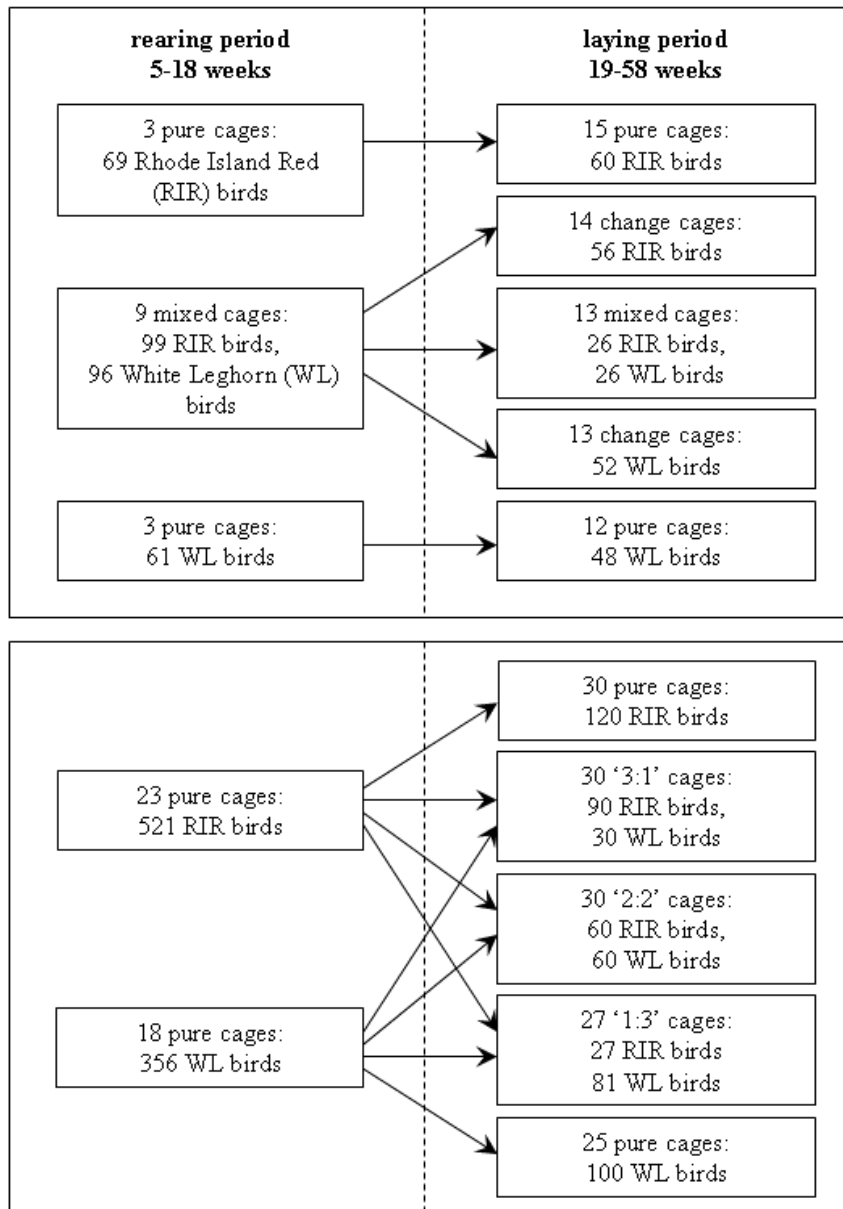 rearing period
5-18 weeks
laying period
19-58 weeks
3 pure cages:
69 Rhode Island Red
(RIR) birds
15 pure cages:
60 RIR birds
14 change cages:
56 RIR birds
9 mixed cages:
99 RIR birds,
96 White Leghorn (WL)
birds
13 mixed cages:
26 RIR birds,
26 WL birds
13 change cages:
52 WL birds
3 pure cages:
61 WL birds
12 pure cages:
48 WL birds
30 pure cages:
120 RIR birds
23 pure cages:
521 RIR birds
30 ‘3:1’ cages:
90 RIR birds,
30 WL birds
30 ‘2:2’ cages:
60 RIR birds,
60 WL birds
18 pure cages:
356 WL birds
27 ‘1:3’ cages:
27 RIR birds
81 WL birds
25 pure cages:
100 WL birds